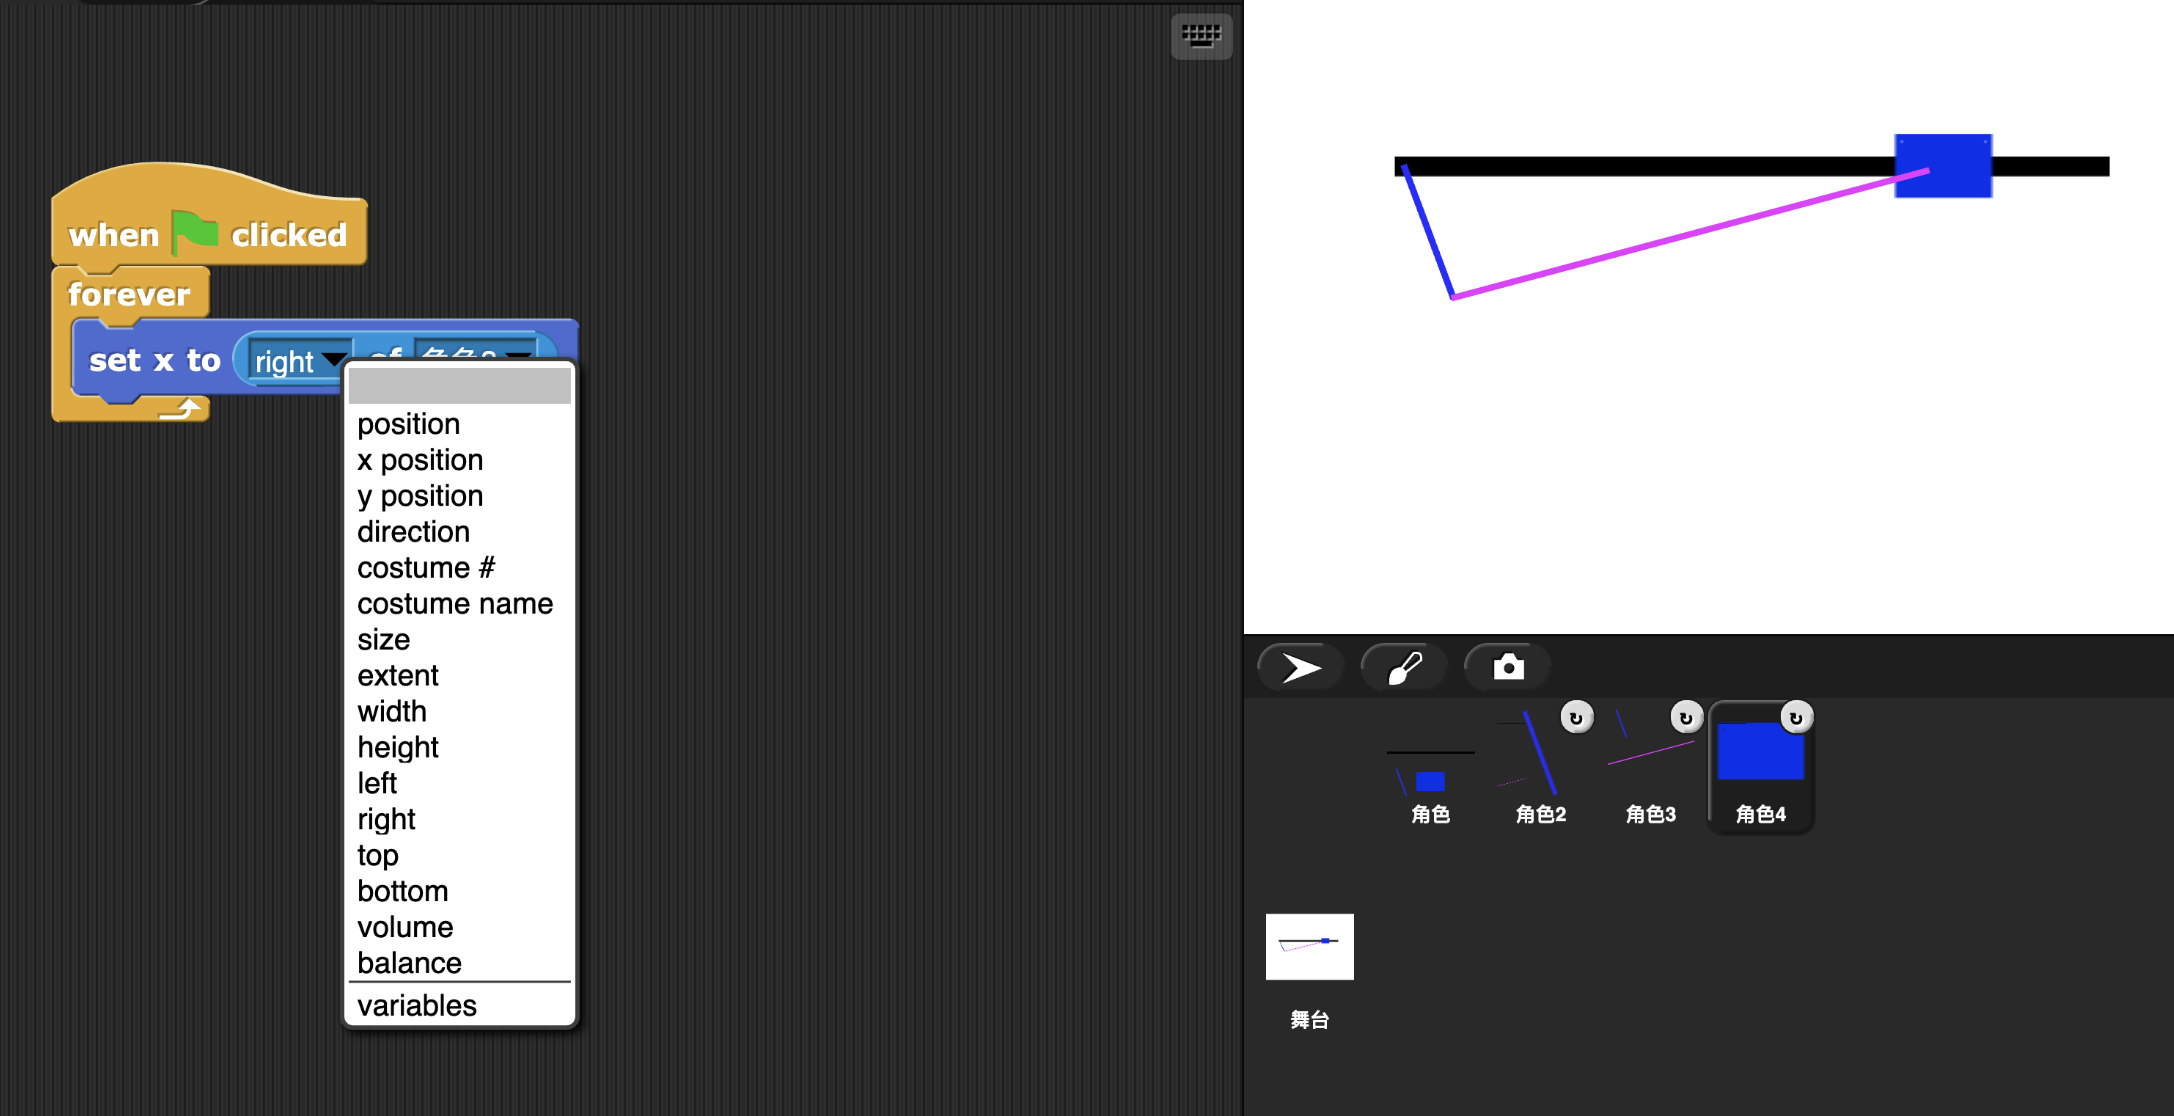 when clicked
forever
set x to right of
position
x position
y position
direction
costume #
costume name
size
extent
width
height
left
right
top
bottom
volume
balance
variables
角色
角色2
角色3
角色4
舞台